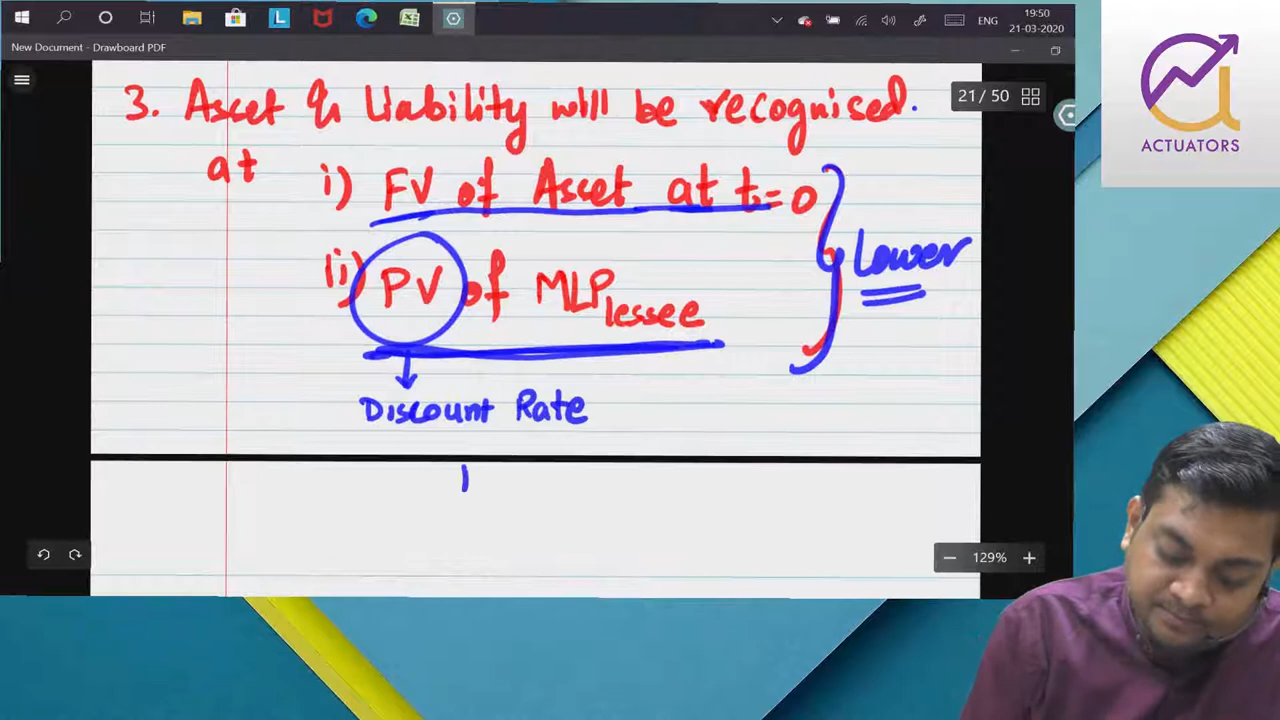 19:50
ENG
21-03-2020
New Document - Drawboard PDF
3. Asset & Liability will be recognised.
21 / 50
at
i) FV of Asset at t=0
ii) PV of MLP lessee
Lower
Discount Rate
129%
ACTUATORS